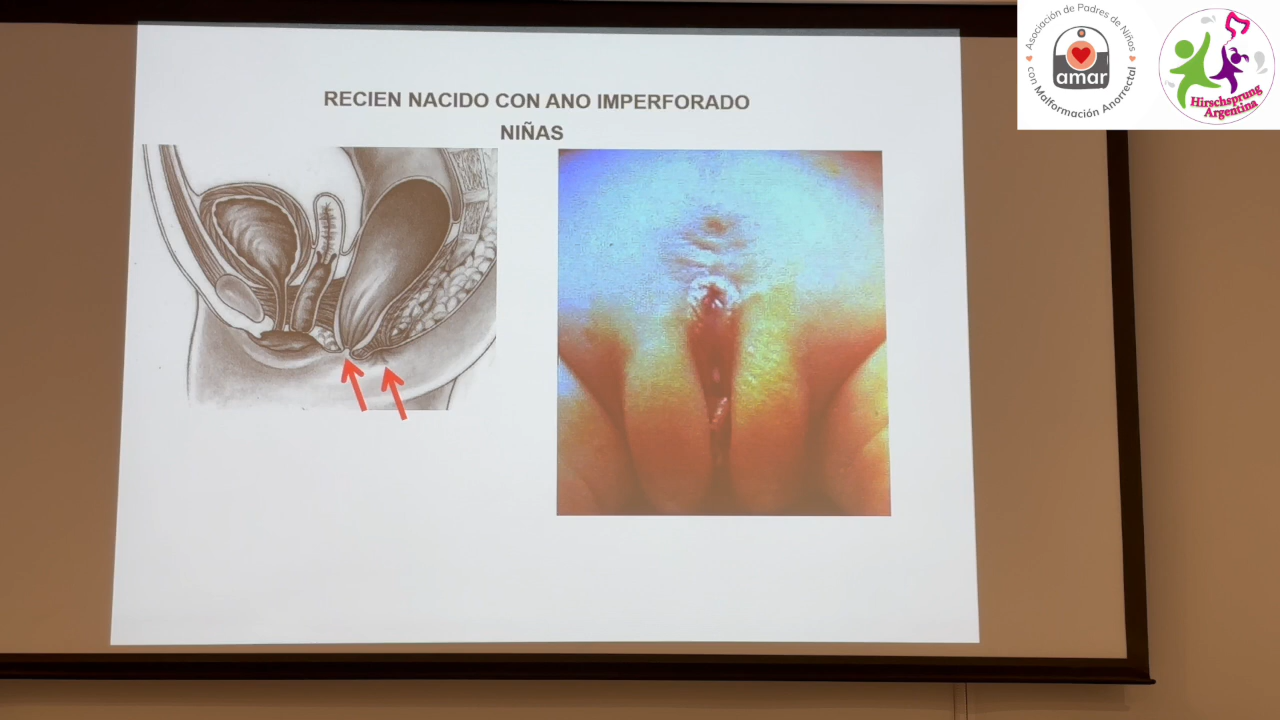 RECIEN NACIDO CON ANO IMPERFORADO
NIÑAS
Asociación de Padres de Niños
con Malformación Anorrectal
amar
Hirschsprung
Argentina